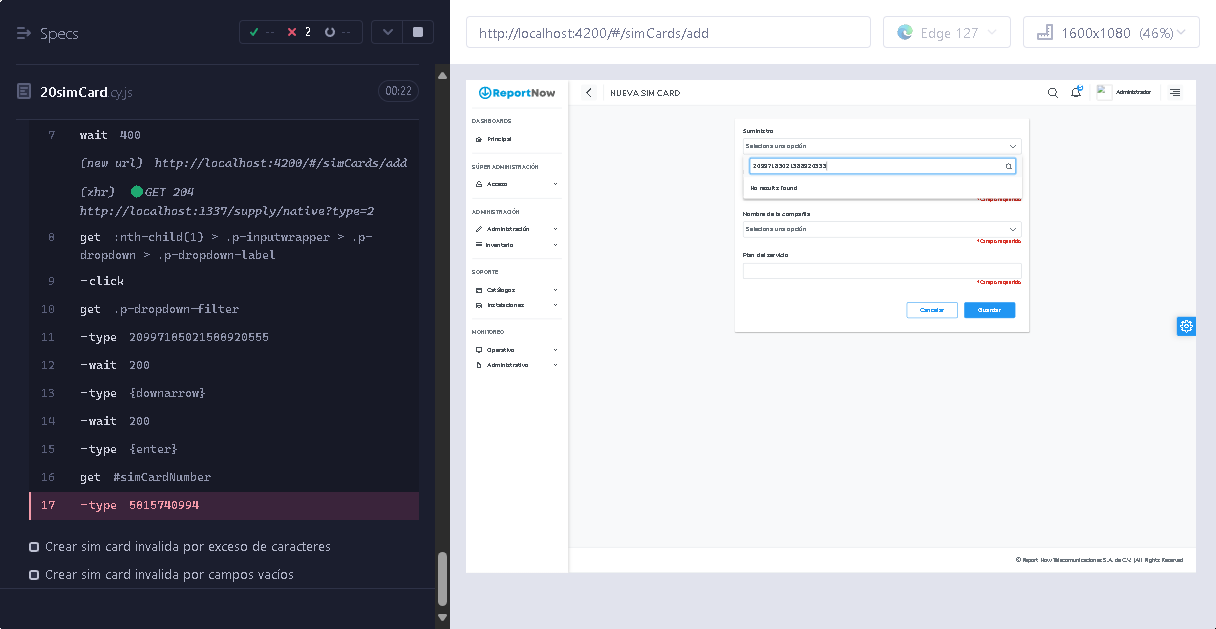 Specs
-- 2 --
20simCard.cy.js
00:22
7 wait 400
(new url) http://localhost:4200/#/simCards/add
(xhr) GET 204
http://localhost:1337/supply/native?type=2
8 get :nth-child(1) > .p-inputwrapper > .p-
dropdown > .p-dropdown-label
9 -click
10 get .p-dropdown-filter
11 -type 20997185021588920555
12 -wait 200
13 -type {downarrow}
14 -wait 200
15 -type {enter}
16 get #simCardNumber
17 -type 5815740994
Crear sim card invalida por exceso de caracteres
Crear sim card invalida por campos vacíos
http://localhost:4200/#/simCards/add
Edge 127
1600x1080 (46%)
ReportNow
DASHBOARDS
Principal
SÚPER ADMINISTRACIÓN
Acceso
ADMINISTRACIÓN
Administración
Inventario
SOPORTE
Catálogos
Instalaciones
MONITOREO
Operativo
Administrativo
NUEVA SIM CARD
Administrador
Suministro
Selecciona una opción
No results found
*Campo requerido
Nombre de la compañía
Selecciona una opción
*Campo requerido
Plan del servicio
*Campo requerido
Cancelar
Guardar
© Report Now Telecomunicaciones S.A. de C.V. | All Rights Reserved